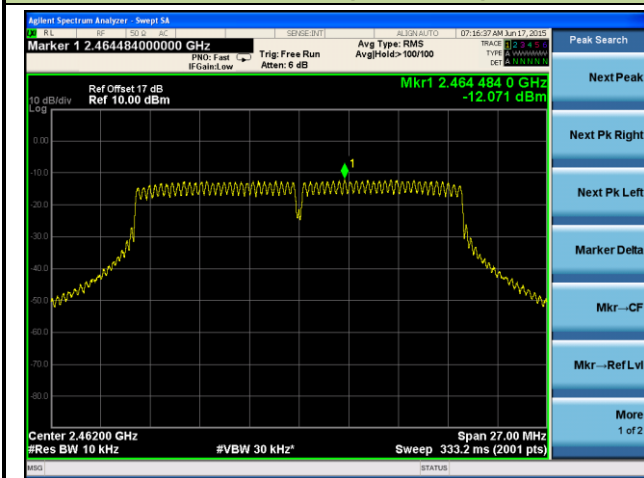 Agilent Spectrum Analyzer - Swept SA
RL RF 50 Ω AC SENSE:INT ALIGN AUTO 07:16:37 AM Jun 17, 2015
Marker 1 2.464484000000 GHz
PNO: Fast
IFGain:Low
Trig: Free Run
Atten: 6 dB
Avg Type: RMS
Avg|Hold:>100/100
TRACE 1 2 3 4 5 6
TYPE A WWWWW
DET A N N N N N
Peak Search
Ref Offset 17 dB
10 dB/div Ref 10.00 dBm
Log
Mkr1 2.464 484 0 GHz
-12.071 dBm
0.00
-10.0
-20.0
-30.0
-40.0
-50.0
-60.0
-70.0
-80.0
1
Center 2.46200 GHz Span 27.00 MHz
#Res BW 10 kHz #VBW 30 kHz* Sweep 333.2 ms (2001 pts)
MSG STATUS
Next Peak
Next Pk Right
Next Pk Left
Marker Delta
Mkr→CF
Mkr→Ref Lvl
More
1 of 2